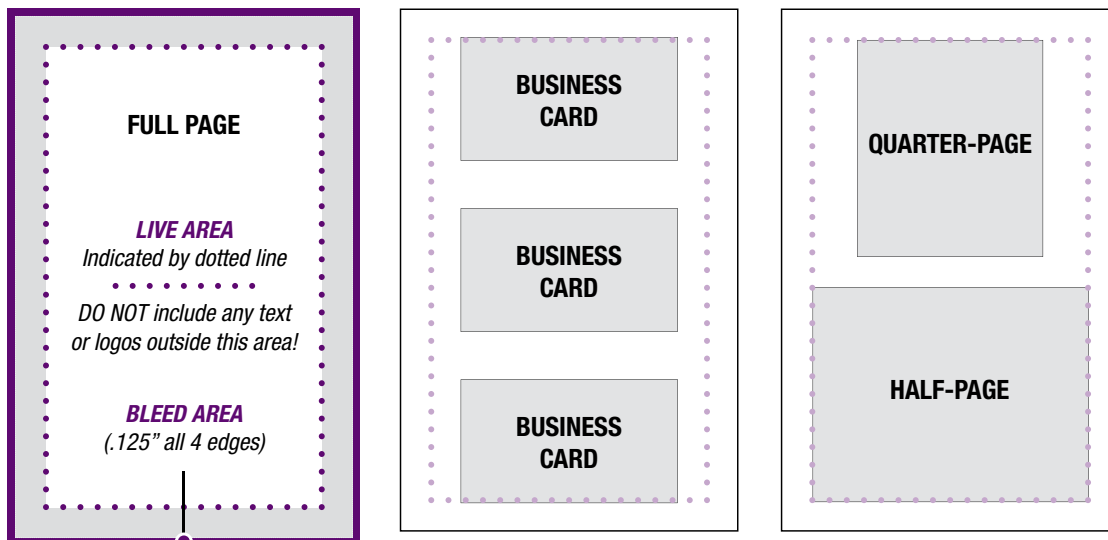 FULL PAGE
LIVE AREA
Indicated by dotted line
DO NOT include any text
or logos outside this area!
BLEED AREA
(.125” all 4 edges)
BUSINESS
CARD
BUSINESS
CARD
BUSINESS
CARD
QUARTER-PAGE
HALF-PAGE